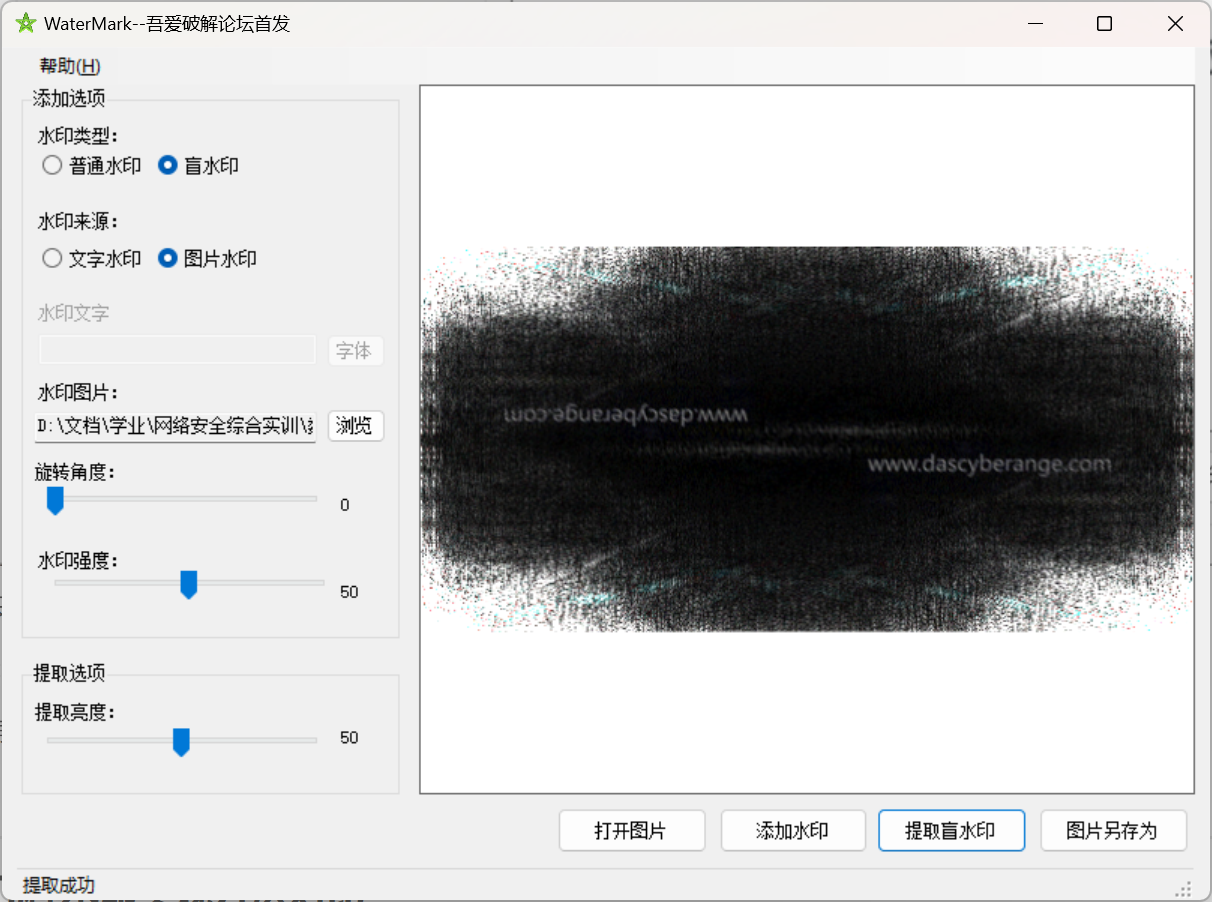 WaterMark--吾爱破解论坛首发
帮助(H)
添加选项
水印类型:
普通水印 盲水印
水印来源:
文字水印 图片水印
水印文字
字体
水印图片:
D:\文档\学业\网络安全综合实训\
浏览
旋转角度:
0
水印强度:
50
提取选项
提取亮度:
50
www.dascyberange.com
www.dascyberange.com
打开图片 添加水印 提取盲水印 图片另存为
提取成功